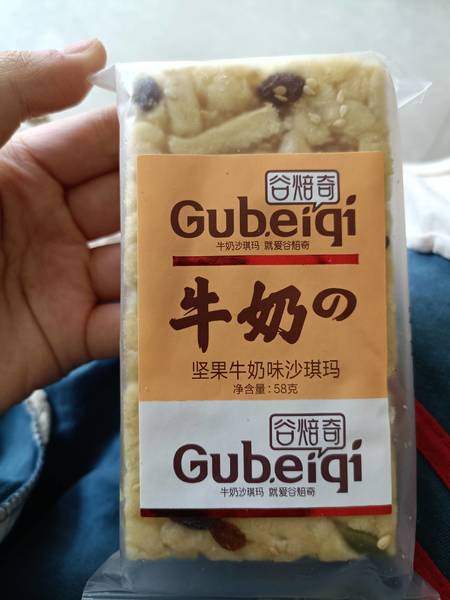 谷焙奇
Gubeiqi
牛奶沙琪玛 就爱谷焙奇
牛奶の
坚果牛奶味沙琪玛
净含量:58克
谷焙奇
Gubeiqi
牛奶沙琪玛 就爱谷焙奇